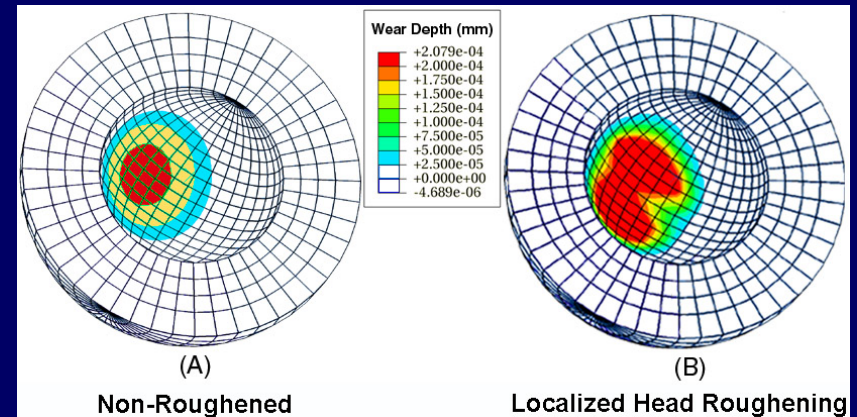 Wear Depth (mm)
+2.079e-04
+2.000e-04
+1.750e-04
+1.500e-04
+1.250e-04
+1.000e-04
+7.500e-05
+5.000e-05
+2.500e-05
+0.000e+00
-4.689e-06
(A)
(B)
Non-Roughened
Localized Head Roughening